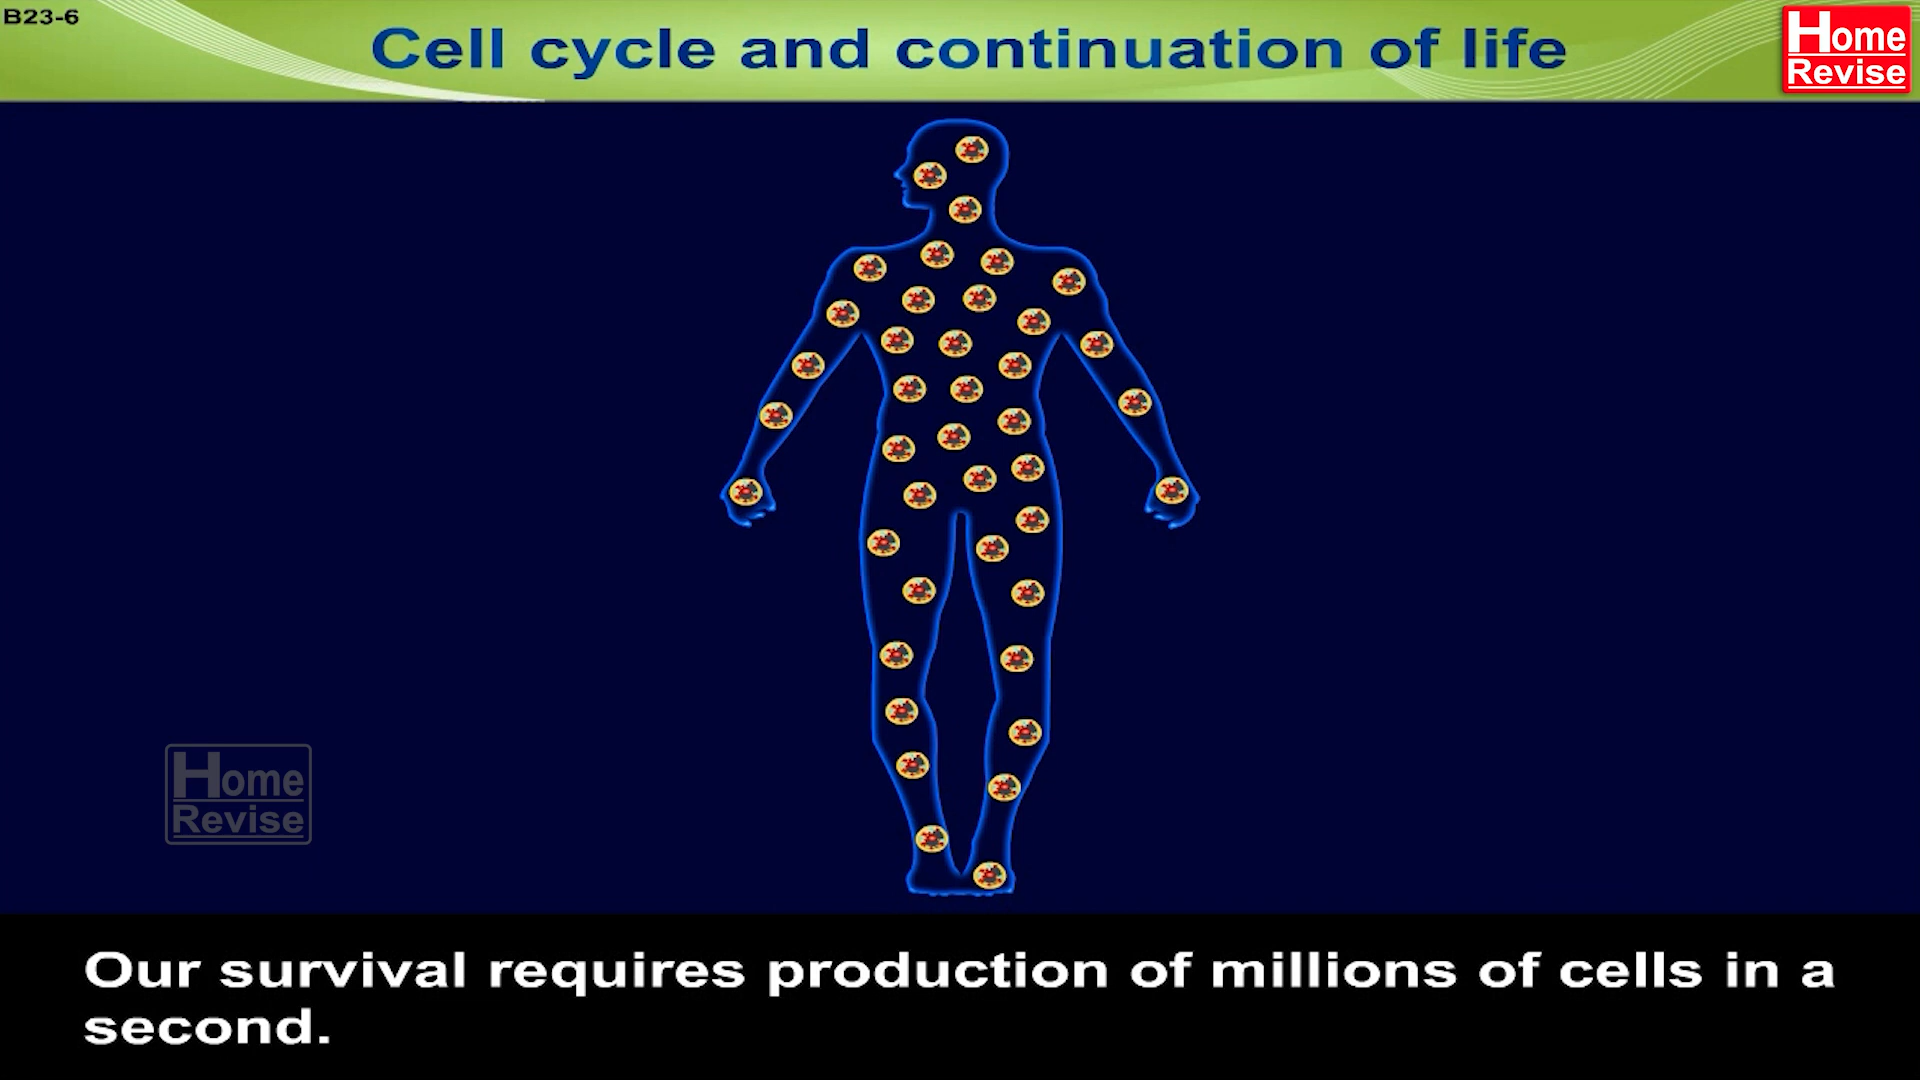 B23-6
Cell cycle and continuation of life
Home
Revise
Home
Revise
Our survival requires production of millions of cells in a
second.